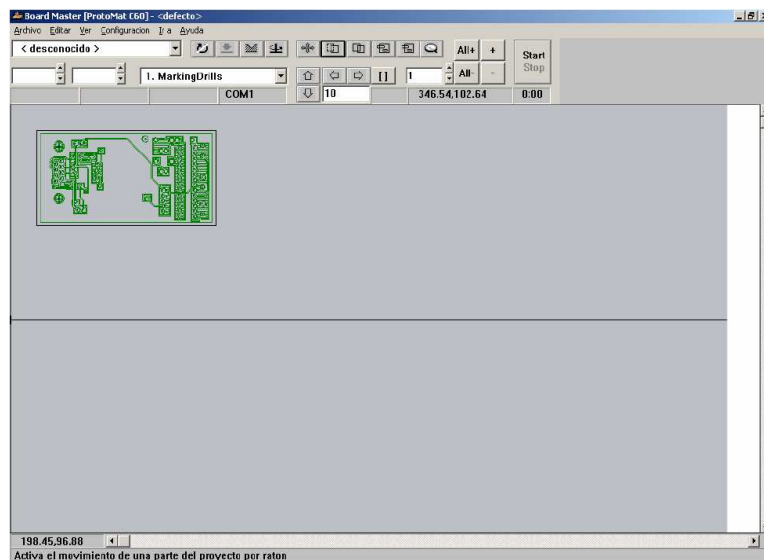 Board Master [ProtoMat C60] - <defecto>
Archivo Editar Ver Configuracion Ir a Ayuda
< desconocido > All+ + Start
1. MarkingDrills [ ] 1 All- - Stop
COM1 10 346.54,102.64 0:00
198.45,96.88
Activa el movimiento de una parte del proyecto por raton